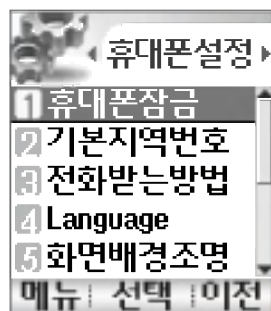 휴대폰설정
1 휴대폰잠금
2 기본지역번호
3 전화받는방법
4 Language
5 화면배경조명
메뉴 선택 이전